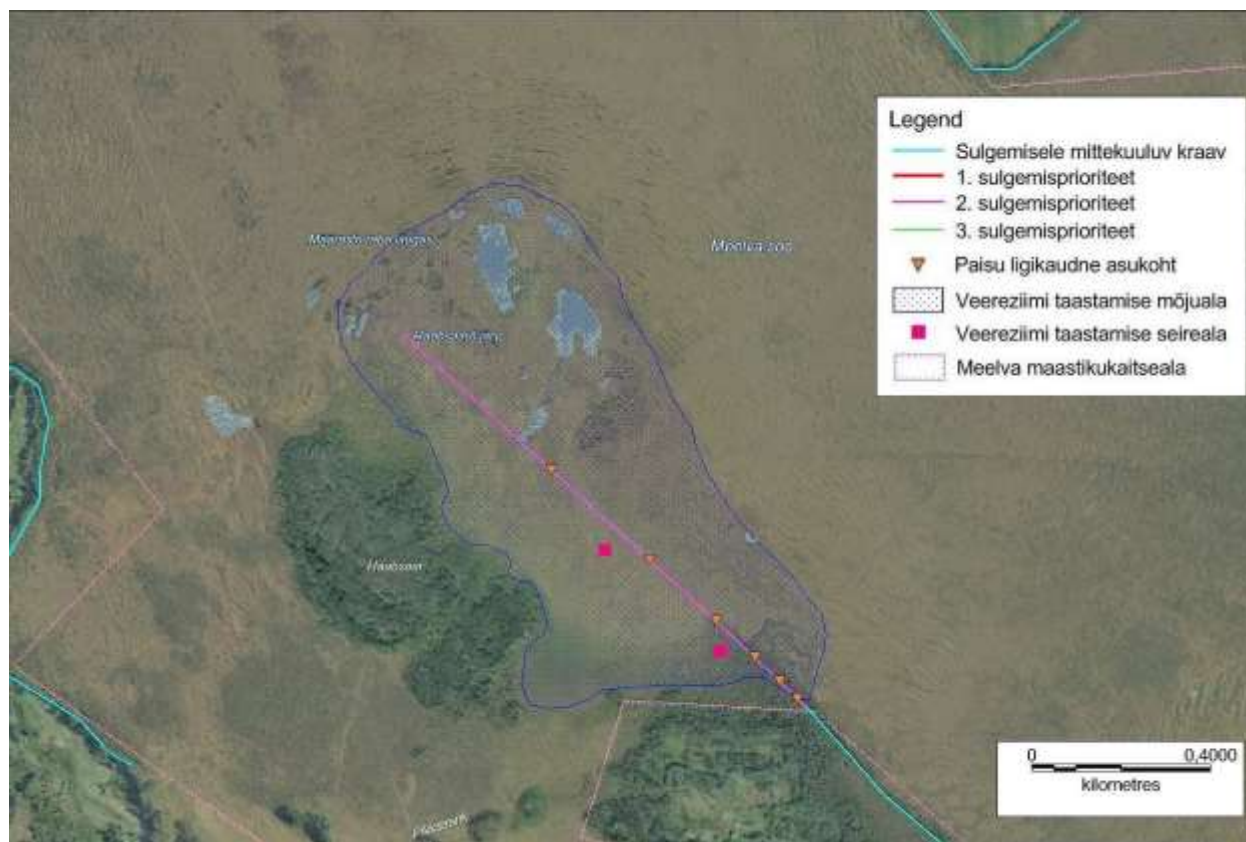 Legend
Sulgemisele mittekuuluv kraav
1. sulgemisprioriteet
2. sulgemisprioriteet
3. sulgemisprioriteet
Paisu ligikaudne asukoht
Veereziimi taastamise mõjuala
Veereziimi taastamise seireala
Meelva maastikukaitseala
Meelva soo
Haabsaar
0 0,4000
kilometres